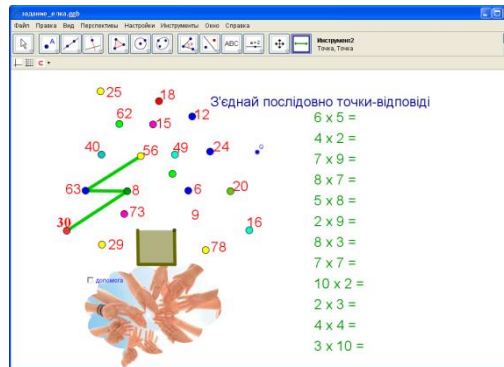 задание_елка.ggb
Файл Правка Вид Перспективы Настройки Инструменты Окно Справка
ABC
a=2
Инструмент2
Точка, Точка
25
18
З'єднай послідовно точки-відповіді
62
15
12
40
56
49
24
63
8
6
20
30
73
9
16
29
78
допомога
6 x 5 =
4 x 2 =
7 x 9 =
8 x 7 =
5 x 8 =
2 x 9 =
8 x 3 =
7 x 7 =
10 x 2 =
2 x 3 =
4 x 4 =
3 x 10 =